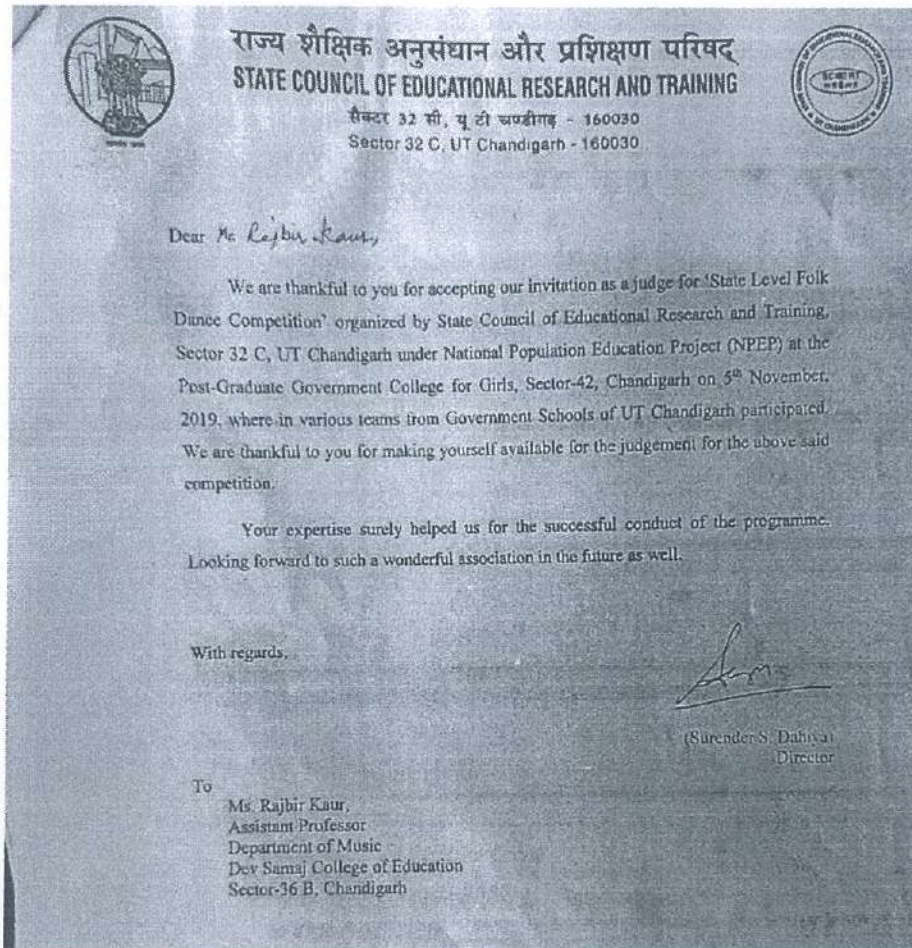 राज्य शैक्षिक अनुसंधान और प्रशिक्षण परिषद्
STATE COUNCIL OF EDUCATIONAL RESEARCH AND TRAINING
सैक्टर 32 सी, यू टी चण्डीगढ़ - 160030
Sector 32 C, UT Chandigarh - 160030
Dear Ms. Rajbir Kaur,
We are thankful to you for accepting our invitation as a judge for 'State Level Folk
Dance Competition' organized by State Council of Educational Research and Training,
Sector 32 C, UT Chandigarh under National Population Education Project (NPEP) at the
Post-Graduate Government College for Girls, Sector-42, Chandigarh on 5th November,
2019, where in various teams from Government Schools of UT Chandigarh participated.
We are thankful to you for making yourself available for the judgement for the above said
competition.
Your expertise surely helped us for the successful conduct of the programme.
Looking forward to such a wonderful association in the future as well.
With regards,
(Surender S. Dahiya)
Director
To
Ms. Rajbir Kaur,
Assistant Professor
Department of Music
Dev Samaj College of Education
Sector-36 B, Chandigarh